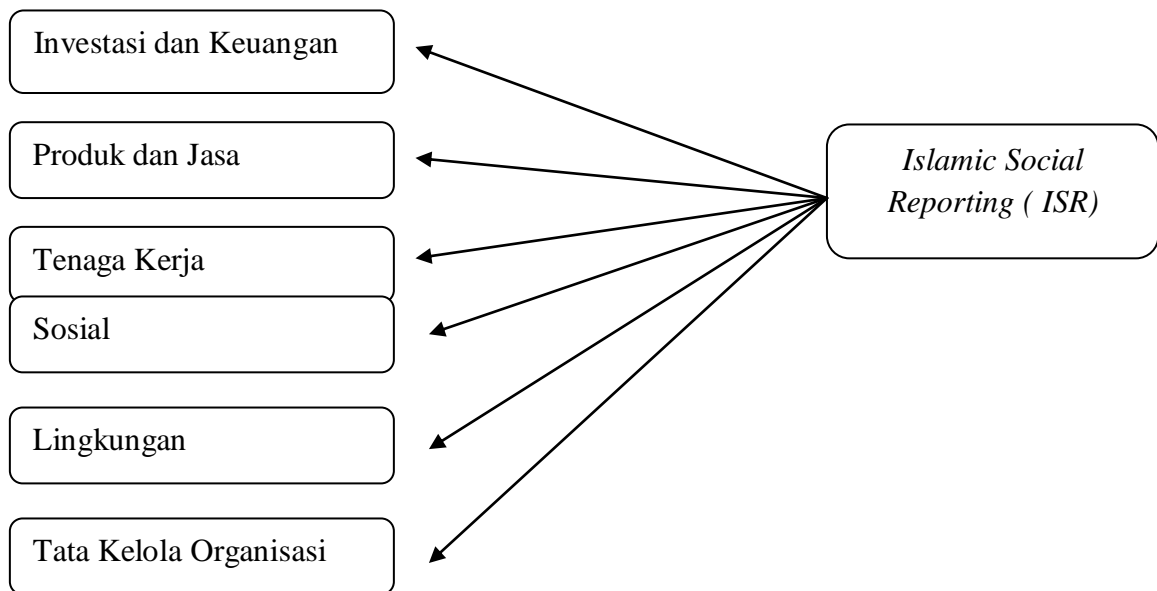 Investasi dan Keuangan
Produk dan Jasa
Tenaga Kerja
Sosial
Lingkungan
Tata Kelola Organisasi
Islamic Social
Reporting ( ISR)